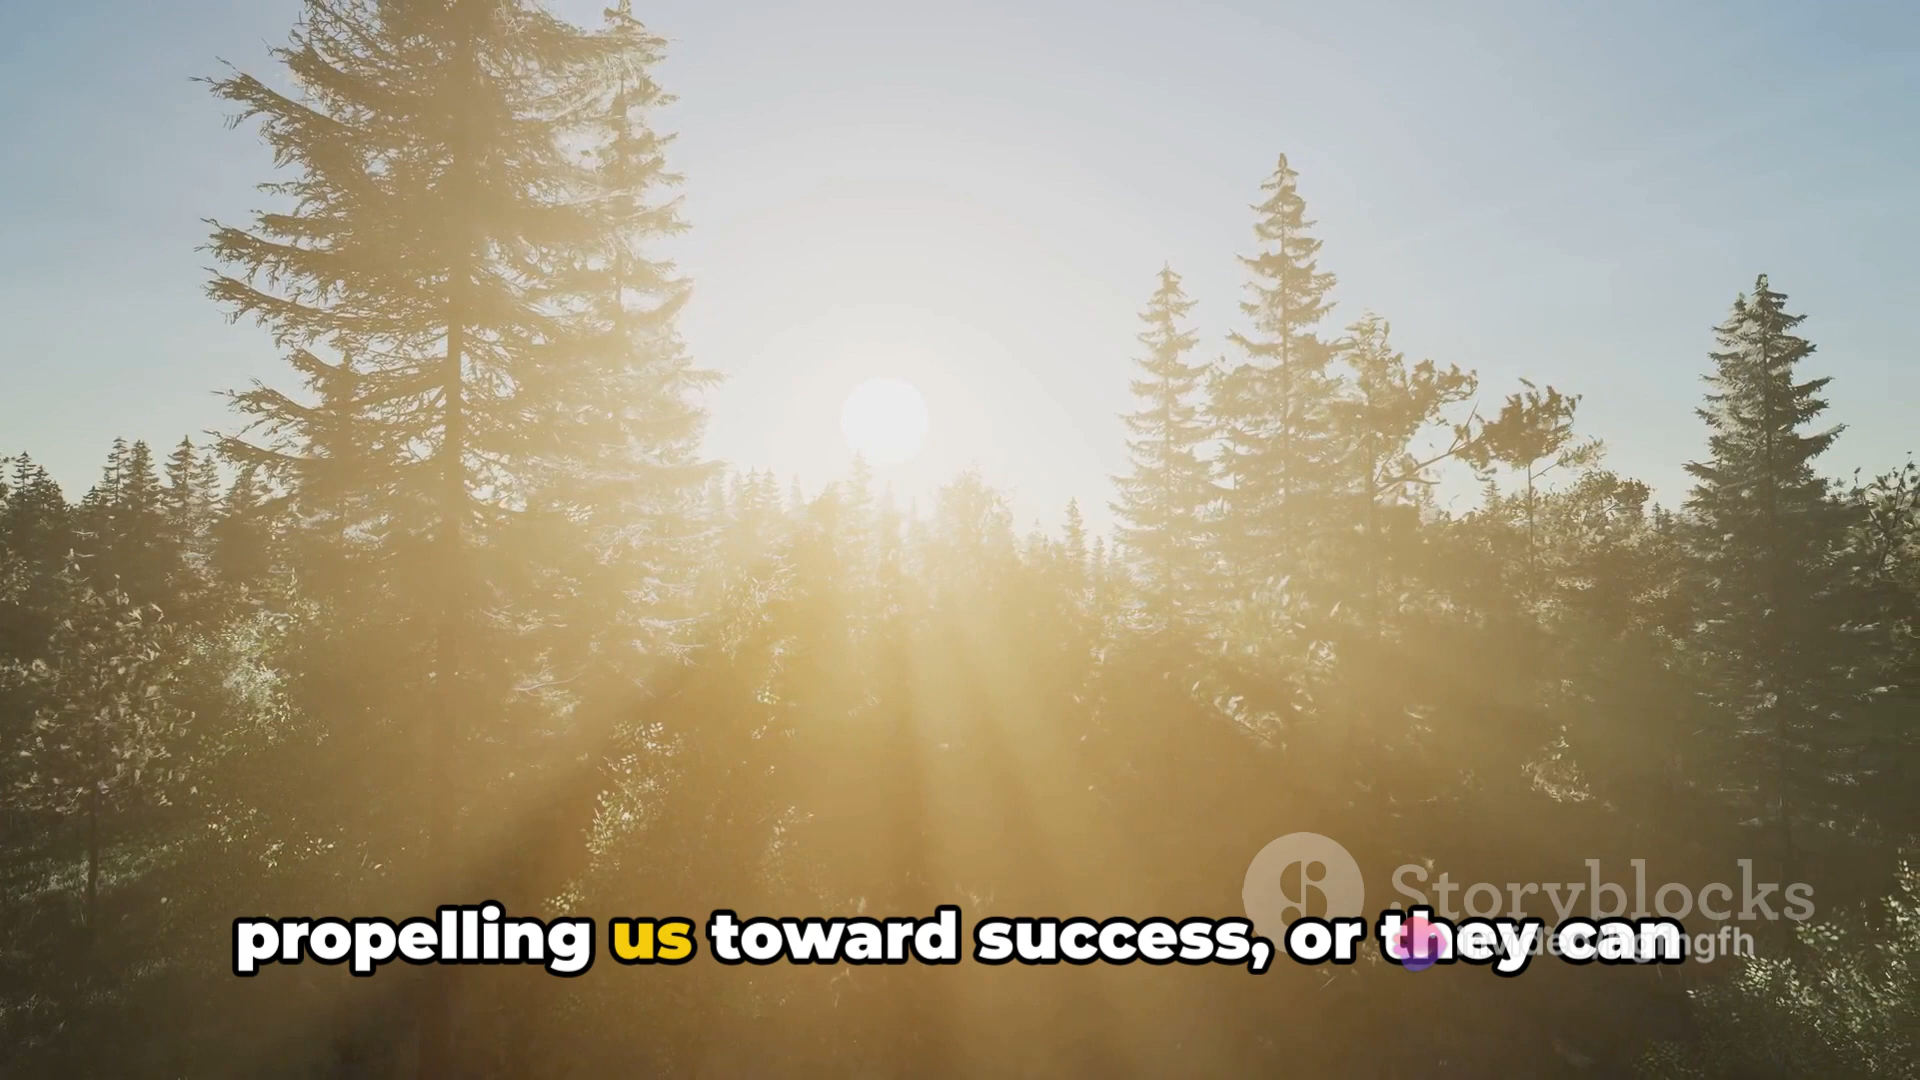 Storyblocks
propelling us toward success, or they can